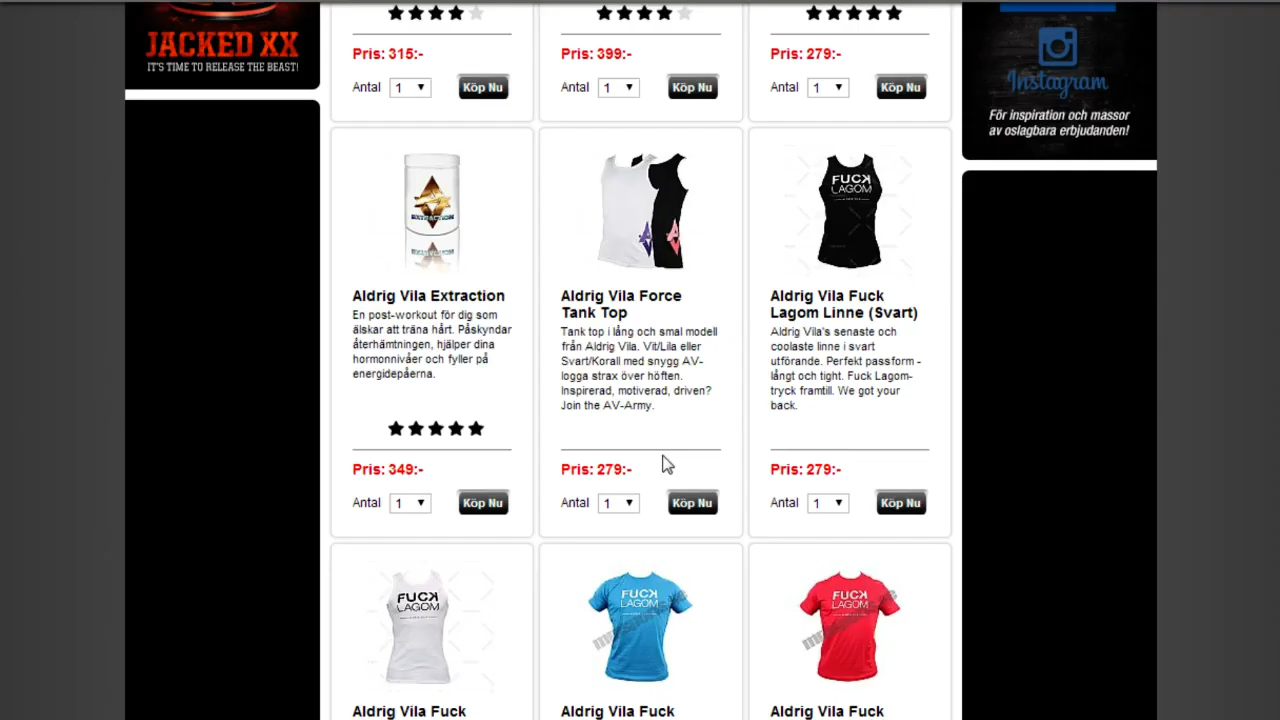 JACKED XX
IT'S TIME TO RELEASE THE BEAST!
Pris: 315:-
Antal 1 Köp Nu
Pris: 399:-
Antal 1 Köp Nu
Pris: 279:-
Antal 1 Köp Nu
Instagram
För inspiration och massor
av oslagbara erbjudanden!
EXTRACTION
Aldrig Vila Extraction
En post-workout för dig som
älskar att träna hårt. Påskyndar
återhämtningen, hjälper dina
hormonnivåer och fyller på
energidepåerna.
Pris: 349:-
Antal 1 Köp Nu
Aldrig Vila Force
Tank Top
Tank top i lång och smal modell
från Aldrig Vila. Vit/Lila eller
Svart/Korall med snygg AV-
logga strax över höften.
Inspirerad, motiverad, driven?
Join the AV-Army.
Pris: 279:-
Antal 1 Köp Nu
FUCK
LAGOM
Aldrig Vila Fuck
Lagom Linne (Svart)
Aldrig Vila's senaste och
coolaste linne i svart
utförande. Perfekt passform -
långt och tight. Fuck Lagom-
tryck framtill. We got your
back.
Pris: 279:-
Antal 1 Köp Nu
FUCK
LAGOM
Aldrig Vila Fuck
FUCK
LAGOM
Aldrig Vila Fuck
FUCK
LAGOM
Aldrig Vila Fuck